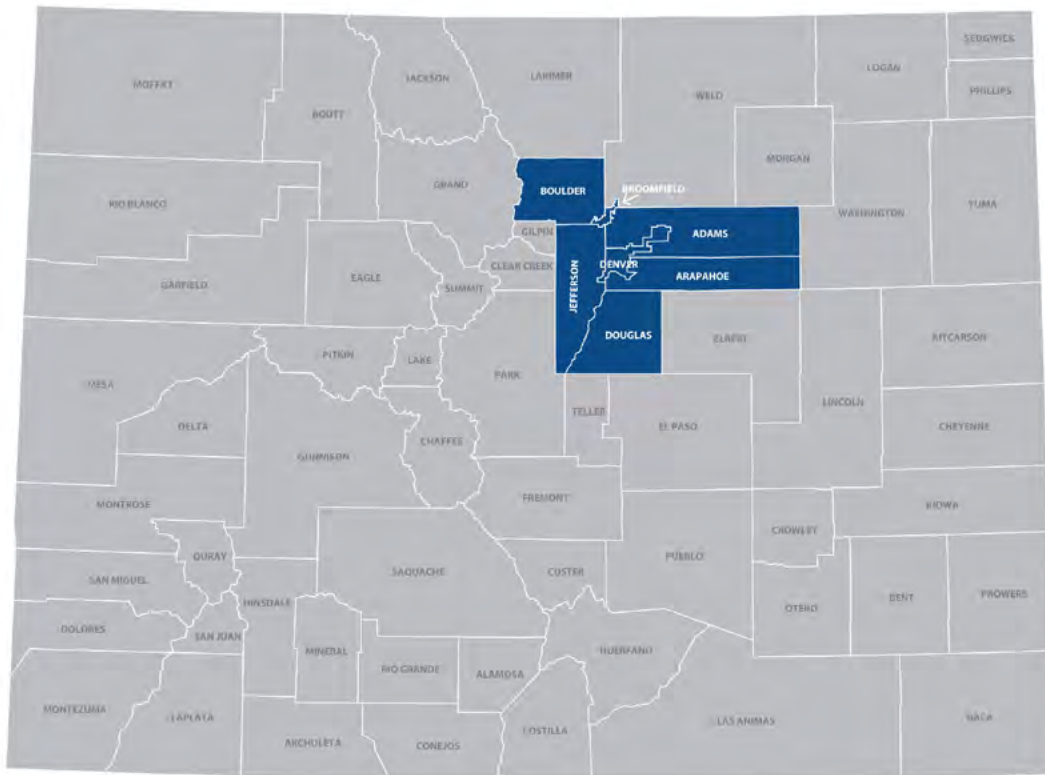 SEDGWICK
LOGAN
JACKSON
LARIMER
MOFFAT
PHILLIPS
WELD
ROUTT
MORGAN
GRAND
BOULDER
BROOMFIELD
RIO BLANCO
YUMA
WASHINGTON
GILPIN
ADAMS
CLEAR CREEK
DENVER
EAGLE
ARAPAHOE
GARFIELD
SUMMIT
JEFFERSON
DOUGLAS
ELBERT
KIT CARSON
PITKIN
LAKE
PARK
MESA
LINCOLN
TELLER
DELTA
EL PASO
CHEYENNE
CHAFFEE
GUNNISON
FREMONT
MONTROSE
KIOWA
CROWLEY
OURAY
PUEBLO
SAGUACHE
CUSTER
SAN MIGUEL
BENT
PROWERS
HINSDALE
OTERO
DOLORES
SAN JUAN
MINERAL
HUERFANO
RIO GRANDE
ALAMOSA
MONTEZUMA
LA PLATA
LAS ANIMAS
BACA
COSTILLA
ARCHULETA
CONEJOS